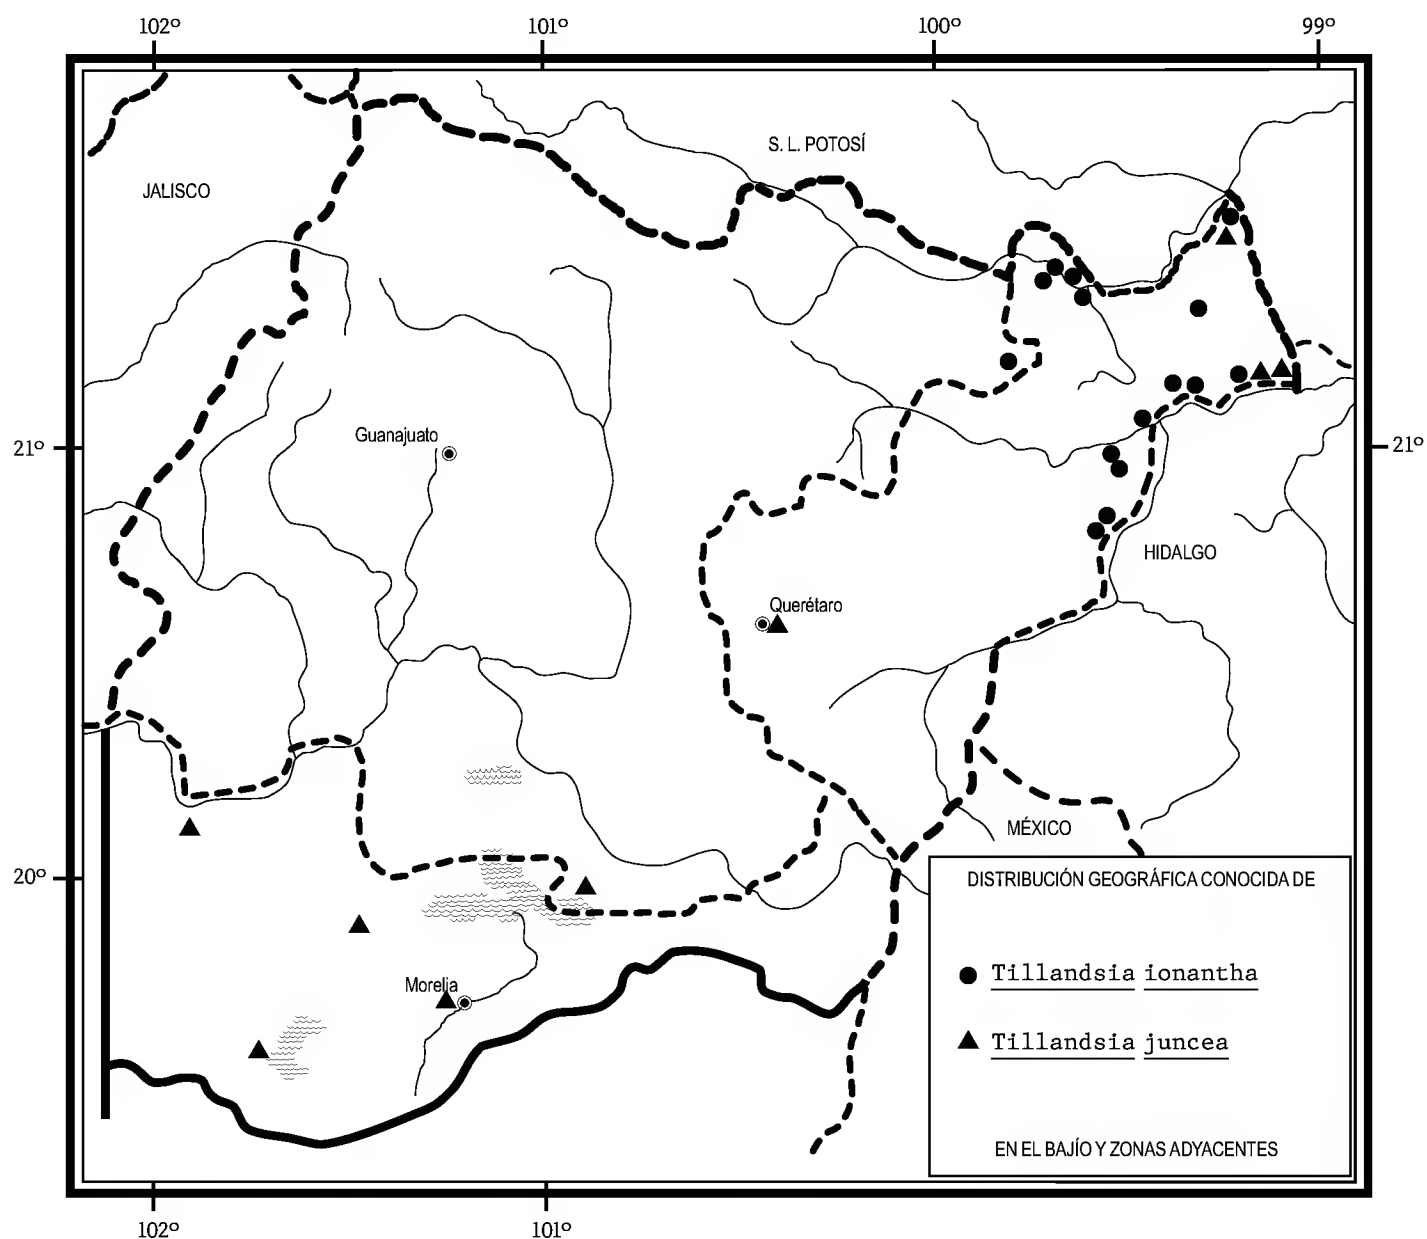 102º 101º 100º 99º
S. L. POTOSÍ
JALISCO
Guanajuato
21º 21º
HIDALGO
Querétaro
MÉXICO
20º
DISTRIBUCIÓN GEOGRÁFICA CONOCIDA DE
Tillandsia ionantha
Morelia
Tillandsia juncea
EN EL BAJÍO Y ZONAS ADYACENTES
102º 101º